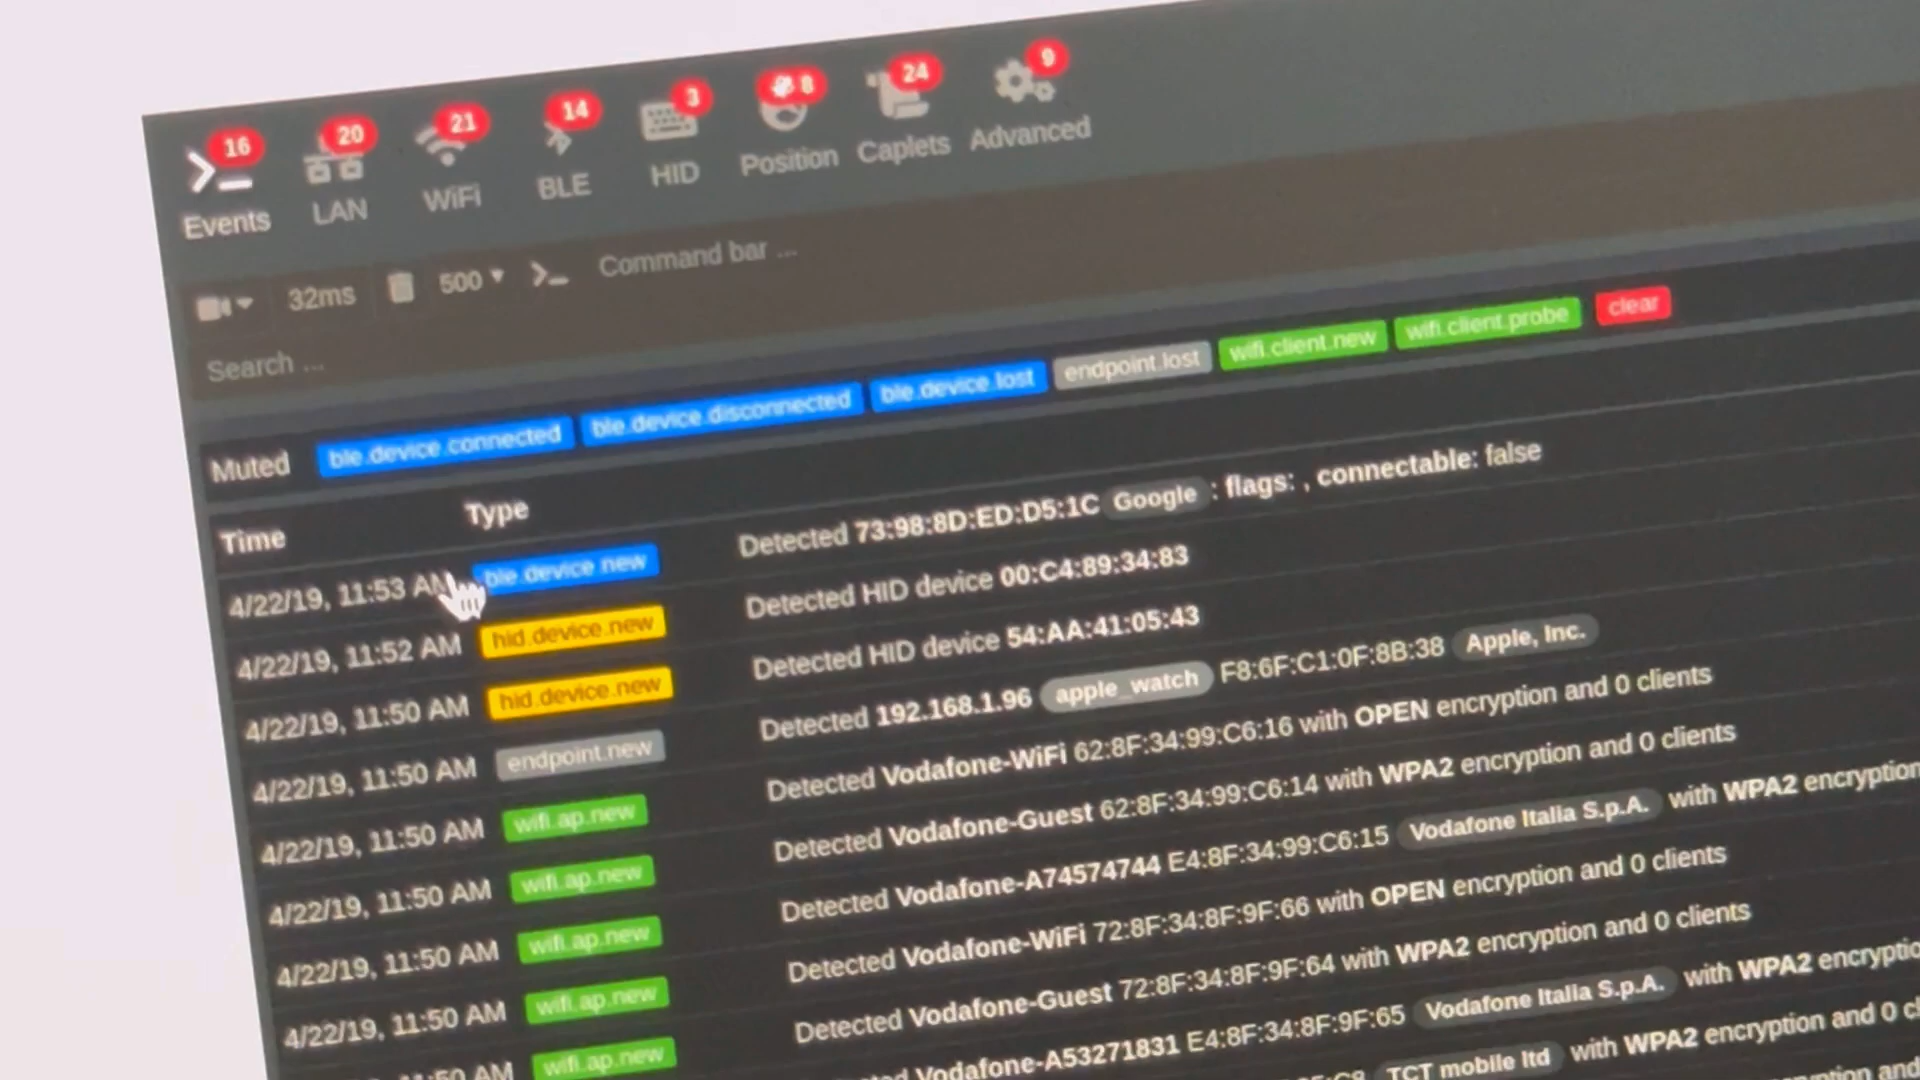 16 20 21 14 3 8 24 9
Events LAN WiFi BLE HID Position Caplets Advanced
32ms 500 Command bar ...
Search ...
Muted ble.device.connected ble.device.disconnected ble.device.lost endpoint.lost wifi.client.new wifi.client.probe clear
Time Type
4/22/19, 11:53 AM ble.device.new Detected 73:98:8D:ED:D5:1C Google : flags: , connectable: false
4/22/19, 11:52 AM hid.device.new Detected HID device 00:C4:89:34:83
4/22/19, 11:50 AM hid.device.new Detected HID device 54:AA:41:05:43
4/22/19, 11:50 AM endpoint.new Detected 192.168.1.96 apple_watch F8:6F:C1:0F:8B:38 Apple, Inc.
4/22/19, 11:50 AM wifi.ap.new Detected Vodafone-WiFi 62:8F:34:99:C6:16 with OPEN encryption and 0 clients
4/22/19, 11:50 AM wifi.ap.new Detected Vodafone-Guest 62:8F:34:99:C6:14 with WPA2 encryption and 0 clients
4/22/19, 11:50 AM wifi.ap.new Detected Vodafone-A74574744 E4:8F:34:99:C6:15 Vodafone Italia S.p.A. with WPA2 encryption
4/22/19, 11:50 AM wifi.ap.new Detected Vodafone-WiFi 72:8F:34:8F:9F:66 with OPEN encryption and 0 clients
:50 AM wifi.ap.new Detected Vodafone-Guest 72:8F:34:8F:9F:64 with WPA2 encryption and 0 clients
Vodafone-A53271831 E4:8F:34:8F:9F:65 Vodafone Italia S.p.A. with WPA2
TCT mobile ltd with WPA2 encryption and 0
and